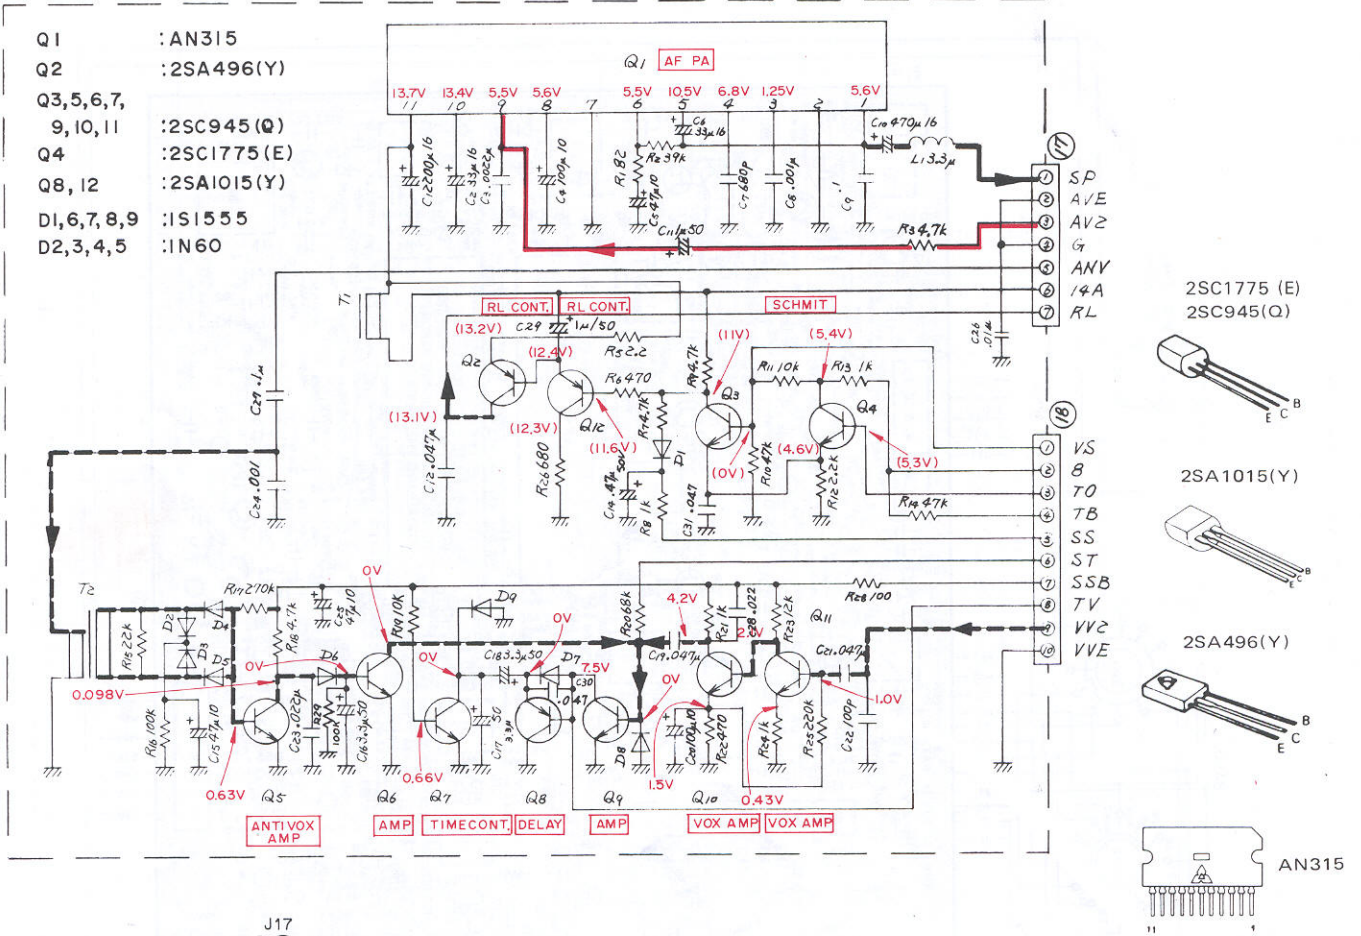 Q1 :AN315
Q2 :2SA496(Y)
Q3,5,6,7,
9,10,11 :2SC945(Q)
Q4 :2SC1775(E)
Q8,12 :2SA1015(Y)
D1,6,7,8,9 :1S1555
D2,3,4,5 :1N60
Q1 AF PA
13.7V 13.4V 5.5V 5.6V 5.5V 10.5V 6.8V 1.25V 5.6V
11 10 9 8 7 6 5 4 3 2 1
C1 2200μ16
C2 33μ16
C3 .0022μ
C4 100μ10
R1 82
C5 47μ10
C6 33μ16
R2 39k
C7 680p
C8 .001μ
C9 .1
C10 470μ16
L1 3.3μ
C11 1μ50
R3 4.7k
17
1 SP
2 AVE
3 AV2
4 G
5 ANV
6 14A
7 RL
C26 .01μ
T1
RL CONT. RL CONT. SCHMIT
(13.2V) C29 1μ/50 (11V) (5.4V)
(12.4V) R5 2.2
Q2 R6 470 R9 4.7k R11 10k R13 1k
Q3 Q4
(13.1V) Q12 R7 4.7k
(12.3V) (11.6V) D1 (0V) R10 47k (4.6V) (5.3V)
C12 .047μ
R26 680
C14 .47μ 50V
R8 1k
C31 .047
R12 2.2k
R14 47k
C29 .1μ
C24 .001
18
1 VS
2 B
3 TO
4 TB
5 SS
6 ST
7 SSB
8 TV
9 VV2
10 VVE
T2
R17 270k
C25 47μ10
0V
R19 10k
D9
R20 68k
4.2V
R21 1k
C28 .022
R23 12k
Q11
R28 100
R15 22k
D2
D3
D4
D5
R18 4.7k
0V
D6
0V
C18 3.3μ50
0V
D7
7.5V
C30 .047
C19 .047μ
C21 .047μ
0.098V
R16 100k
C15 47μ10
C23 .022μ
R29 100k
C16 3.3μ50
C17 3.3μ 50
D8
0V
C20 100μ10
R22 470
R24 1k
R25 220k
C22 100p
1.0V
0.63V
0.66V
1.5V
0.43V
Q5 Q6 Q7 Q8 Q9 Q10
ANTIVOX AMP
AMP
TIMECONT.
DELAY
AMP
VOX AMP
VOX AMP
2SC1775 (E)
2SC945(Q)
B
C
E
2SA1015(Y)
B
C
E
2SA496(Y)
B
C
E
AN315
11 1
J17